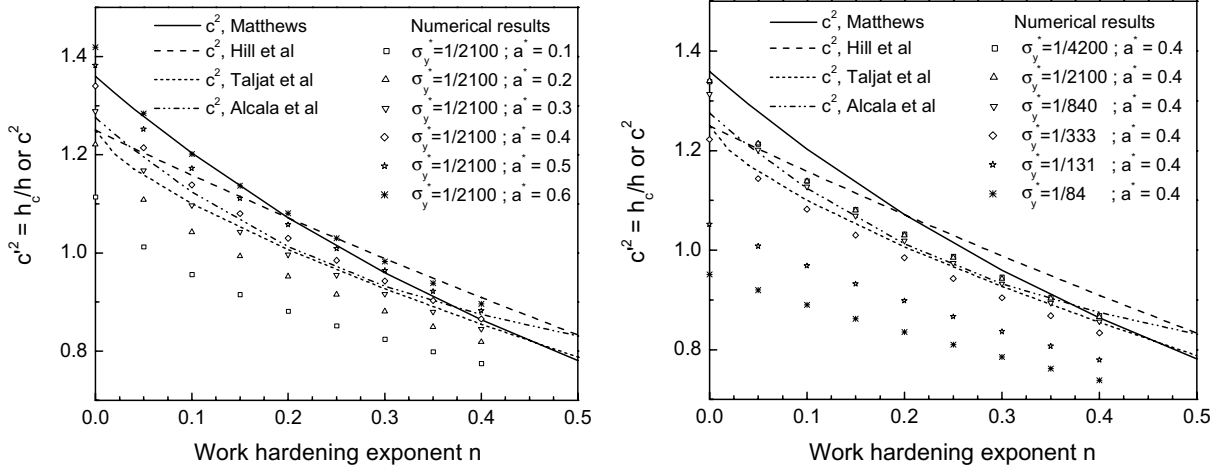 c², Matthews
c², Hill et al
c², Taljat et al
c², Alcala et al
Numerical results
σy*=1/2100 ; a* = 0.1
σy*=1/2100 ; a* = 0.2
σy*=1/2100 ; a* = 0.3
σy*=1/2100 ; a* = 0.4
σy*=1/2100 ; a* = 0.5
σy*=1/2100 ; a* = 0.6
1.4
1.2
1.0
0.8
c'² = hc/h or c²
0.0 0.1 0.2 0.3 0.4 0.5
Work hardening exponent n
c², Matthews
c², Hill et al
c², Taljat et al
c², Alcala et al
Numerical results
σy*=1/4200 ; a* = 0.4
σy*=1/2100 ; a* = 0.4
σy*=1/840 ; a* = 0.4
σy*=1/333 ; a* = 0.4
σy*=1/131 ; a* = 0.4
σy*=1/84 ; a* = 0.4
1.4
1.2
1.0
0.8
c'² = hc/h or c²
0.0 0.1 0.2 0.3 0.4 0.5
Work hardening exponent n